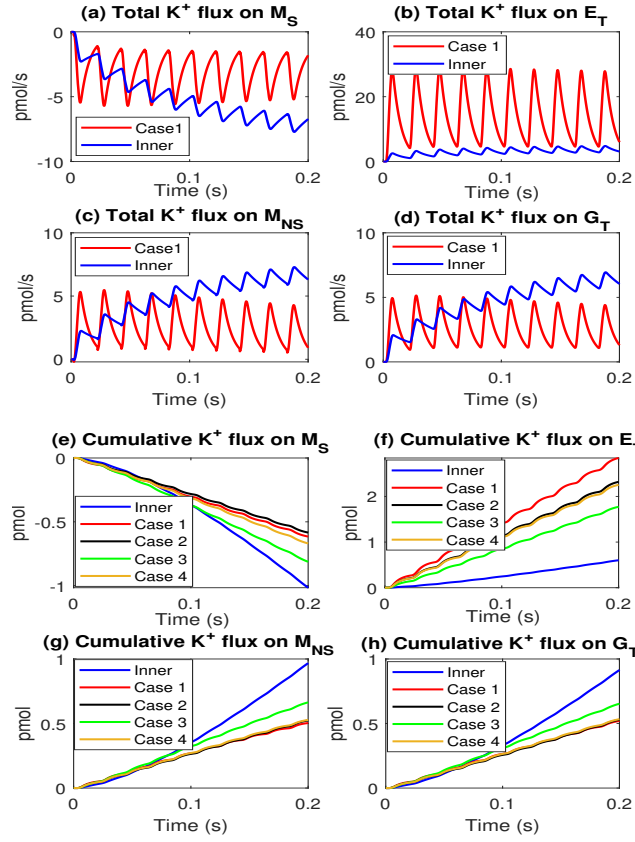 (a) Total K+ flux on MS
0
-5
-10
pmol/s
Case1
Inner
0
0.1
0.2
Time (s)
(b) Total K+ flux on ET
40
20
0
pmol/s
Case 1
Inner
0
0.1
0.2
Time (s)
(c) Total K+ flux on MNS
10
5
0
pmol/s
Case1
Inner
0
0.1
0.2
Time (s)
(d) Total K+ flux on GT
10
5
0
pmol/s
Case 1
Inner
0
0.1
0.2
Time (s)
(e) Cumulative K+ flux on MS
0
-0.5
-1
pmol
Inner
Case 1
Case 2
Case 3
Case 4
0
0.1
0.2
Time (s)
(f) Cumulative K+ flux on E
2
1
0
pmol
Inner
Case 1
Case 2
Case 3
Case 4
0
0.1
0.2
Time (s)
(g) Cumulative K+ flux on MNS
1
0.5
0
pmol
Inner
Case 1
Case 2
Case 3
Case 4
0
0.1
0.2
Time (s)
(h) Cumulative K+ flux on GT
1
0.5
0
pmol
Inner
Case 1
Case 2
Case 3
Case 4
0
0.1
0.2
Time (s)